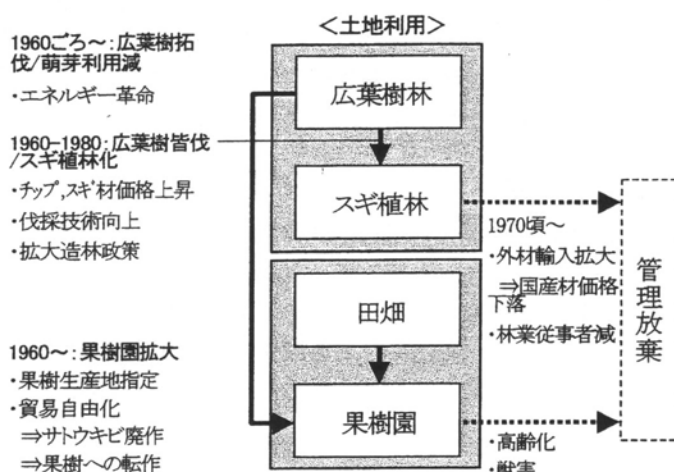 <土地利用>
1960ごろ~:広葉樹択
伐/萌芽利用減
・エネルギー革命
1960-1980:広葉樹皆伐
/スギ植林化
・チップ,スギ材価格上昇
・伐採技術向上
・拡大造林政策
1960~:果樹園拡大
・果樹生産地指定
・貿易自由化
⇒サトウキビ廃作
⇒果樹への転作
広葉樹林
スギ植林
田畑
果樹園
1970頃~
・外材輸入拡大
⇒国産材価格
下落
・林業従事者減
・高齢化
・獣害
管理放棄